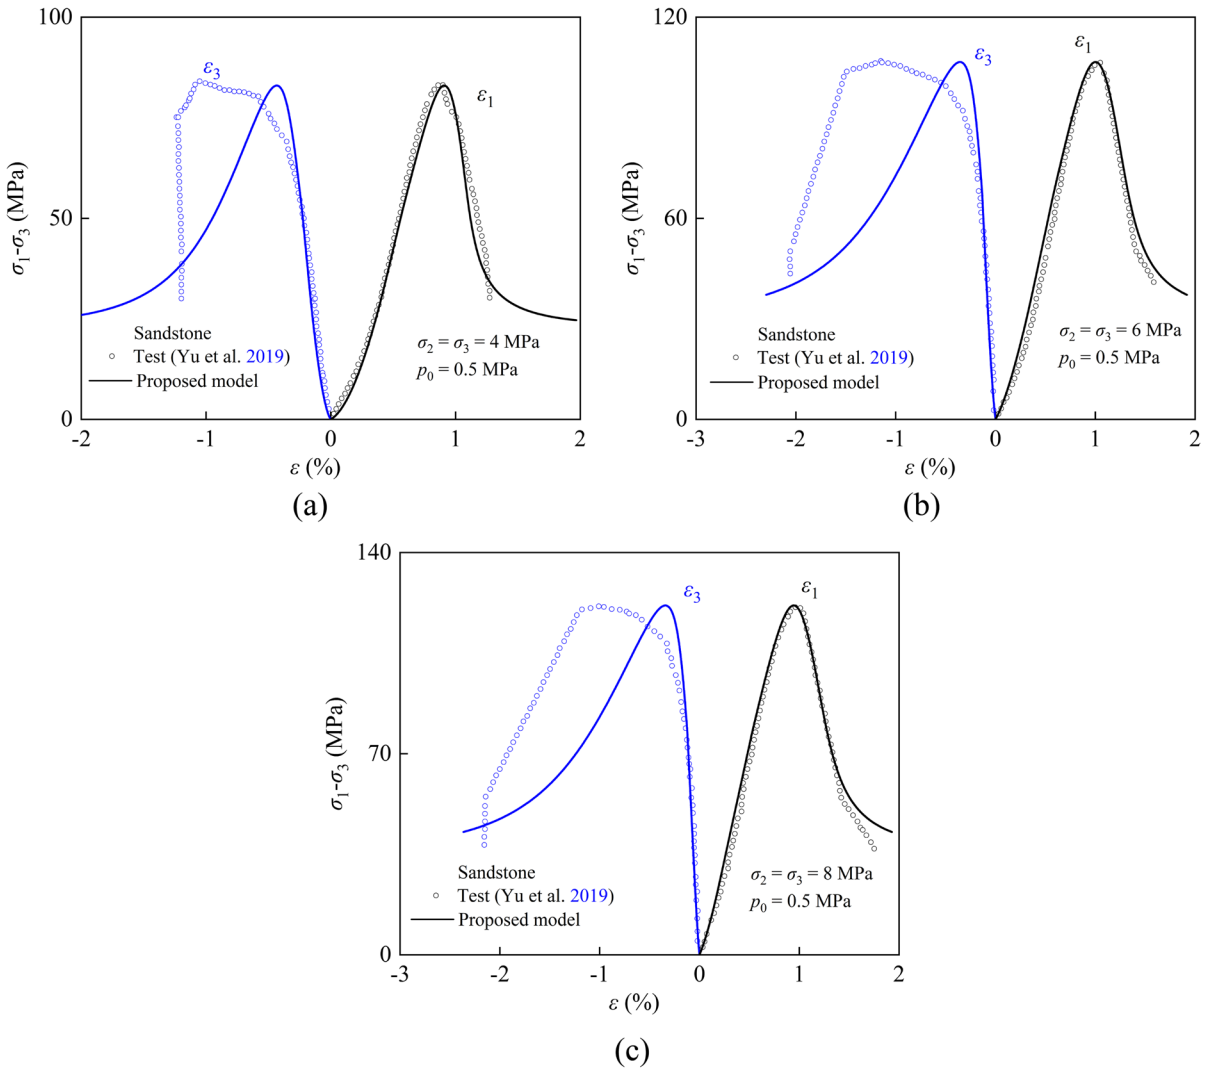 100
50
0
σ₁-σ₃ (MPa)
ε₃
ε₁
Sandstone
Test (Yu et al. 2019)
Proposed model
σ₂ = σ₃ = 4 MPa
p₀ = 0.5 MPa
-2 -1 0 1 2
ε (%)
(a)
120
60
0
σ₁-σ₃ (MPa)
ε₃
ε₁
Sandstone
Test (Yu et al. 2019)
Proposed model
σ₂ = σ₃ = 6 MPa
p₀ = 0.5 MPa
-3 -2 -1 0 1 2
ε (%)
(b)
140
70
0
σ₁-σ₃ (MPa)
ε₃
ε₁
Sandstone
Test (Yu et al. 2019)
Proposed model
σ₂ = σ₃ = 8 MPa
p₀ = 0.5 MPa
-3 -2 -1 0 1 2
ε (%)
(c)